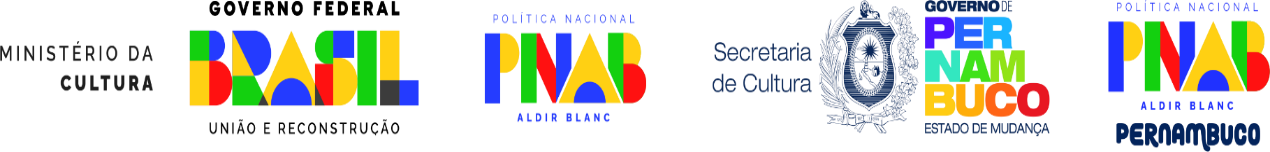 MINISTÉRIO DA
CULTURA
GOVERNO FEDERAL
BRASIL
UNIÃO E RECONSTRUÇÃO
POLÍTICA NACIONAL
PNAB
ALDIR BLANC
Secretaria
de Cultura
GOVERNO DE
PER
NAM
BUCO
ESTADO DE MUDANÇA
POLÍTICA NACIONAL
PNAB
ALDIR BLANC
PERNAMBUCO